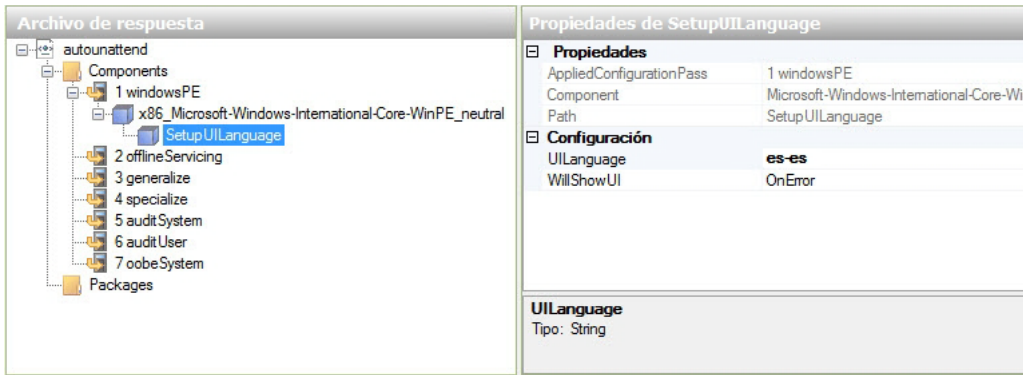 Archivo de respuesta
autounattend
Components
1 windowsPE
x86_Microsoft-Windows-International-Core-WinPE_neutral
SetupUILanguage
2 offlineServicing
3 generalize
4 specialize
5 auditSystem
6 auditUser
7 oobeSystem
Packages
Propiedades de SetupUILanguage
Propiedades
AppliedConfigurationPass 1 windowsPE
Component Microsoft-Windows-International-Core-Wi
Path SetupUILanguage
Configuración
UILanguage es-es
WillShowUI OnError
UILanguage
Tipo: String